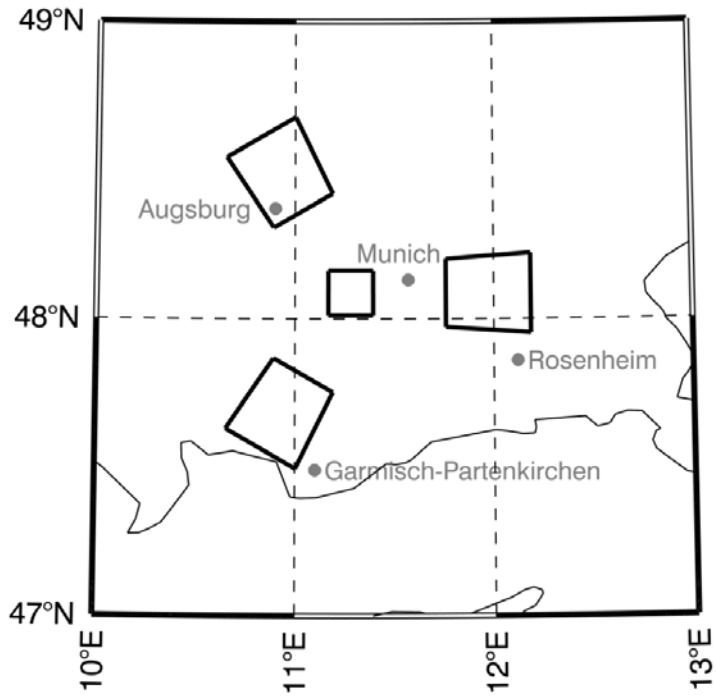 49°N
Augsburg
Munich
48°N
Rosenheim
Garmisch-Partenkirchen
47°N
10°E
11°E
12°E
13°E